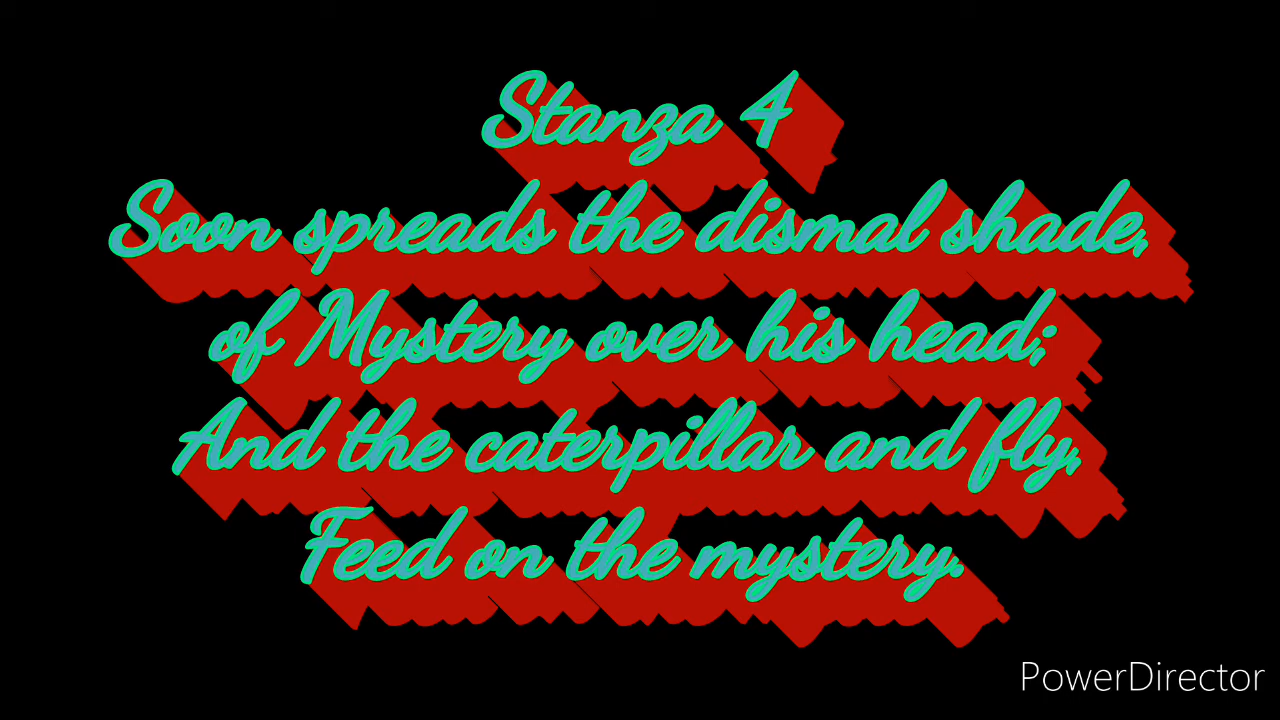 Stanza 4
Soon spreads the dismal shade,
of Mystery over his head;
And the caterpillar and fly,
Feed on the mystery.
PowerDirector